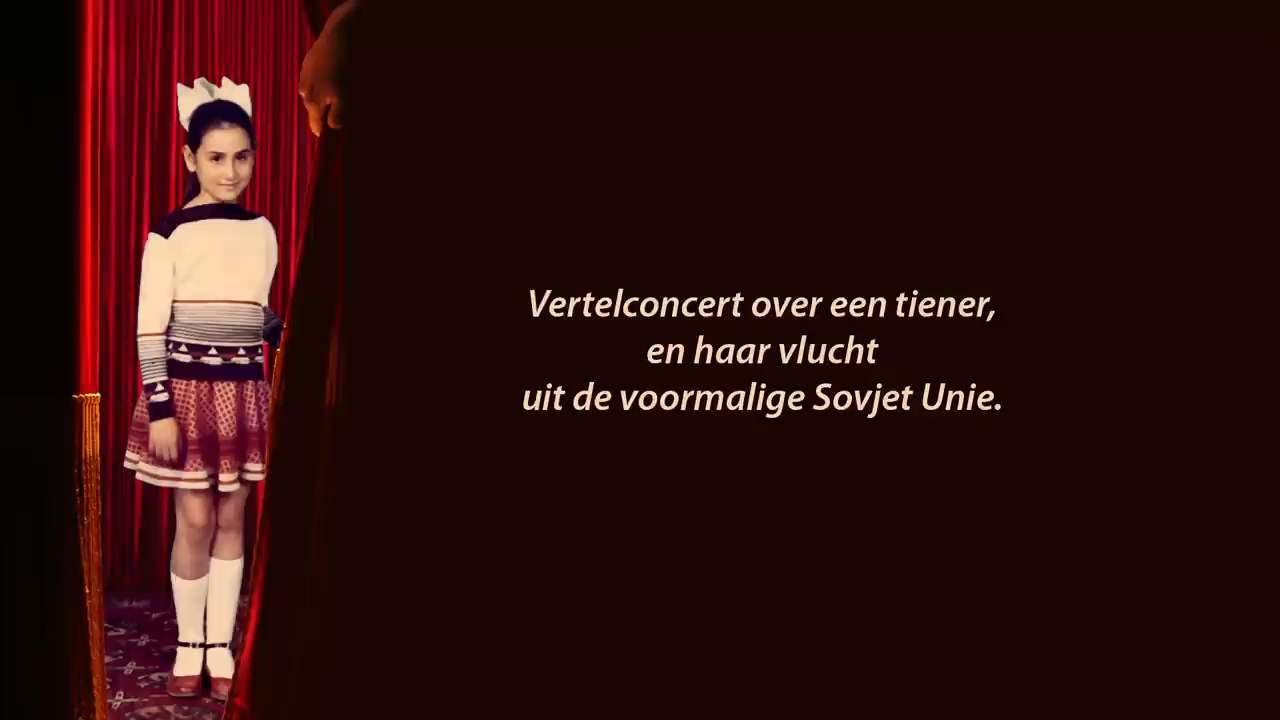 Vertelconcert over een tiener,
en haar vlucht
uit de voormalige Sovjet Unie.